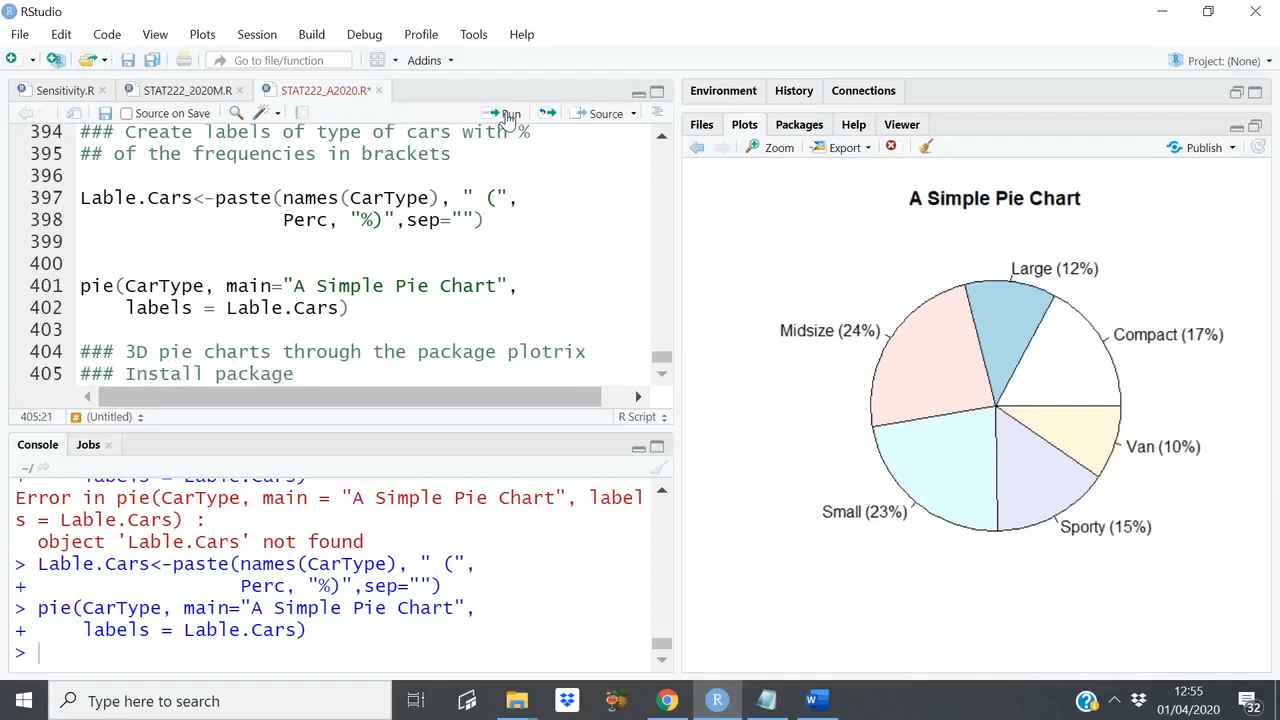 RStudio
File Edit Code View Plots Session Build Debug Profile Tools Help
Go to file/function Addins Project: (None)
Sensitivity.R STAT222_2020M.R STAT222_A2020.R*
Source on Save Run Source
394 ### Create labels of type of cars with %
395 ## of the frequencies in brackets
396
397 Lable.Cars<-paste(names(CarType), " (",
398 Perc, "%)",sep="")
399
400
401 pie(CarType, main="A Simple Pie Chart",
402 labels = Lable.Cars)
403
404 ### 3D pie charts through the package plotrix
405 ### Install package
405:21 (Untitled) R Script
Console Jobs
~/
+ labels = Lable.Cars)
Error in pie(CarType, main = "A Simple Pie Chart", label
s = Lable.Cars) :
object 'Lable.Cars' not found
> Lable.Cars<-paste(names(CarType), " (",
+ Perc, "%)",sep="")
> pie(CarType, main="A Simple Pie Chart",
+ labels = Lable.Cars)
>
Environment History Connections
Files Plots Packages Help Viewer
Zoom Export Publish
A Simple Pie Chart
Large (12%)
Midsize (24%)
Compact (17%)
Van (10%)
Small (23%)
Sporty (15%)
Type here to search
12:55
01/04/2020
32